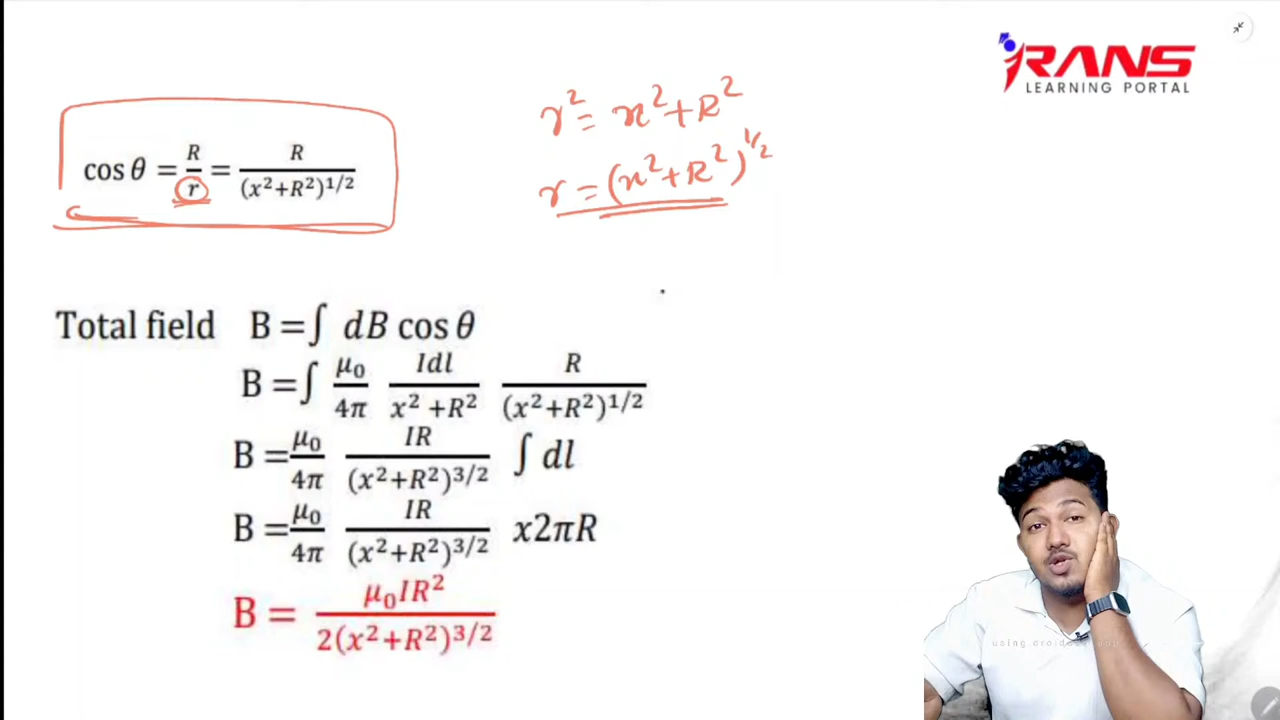 RANS
LEARNING PORTAL
r² = x² + R²
r = (x² + R²)^1/2
cos θ = R/r = R/(x²+R²)^1/2
Total field B = ∫ dB cos θ
B = ∫ μ₀/4π Idl/x² +R² R/(x²+R²)^1/2
B = μ₀/4π IR/(x²+R²)^3/2 ∫ dl
B = μ₀/4π IR/(x²+R²)^3/2 x2πR
B = μ₀IR²/2(x²+R²)^3/2